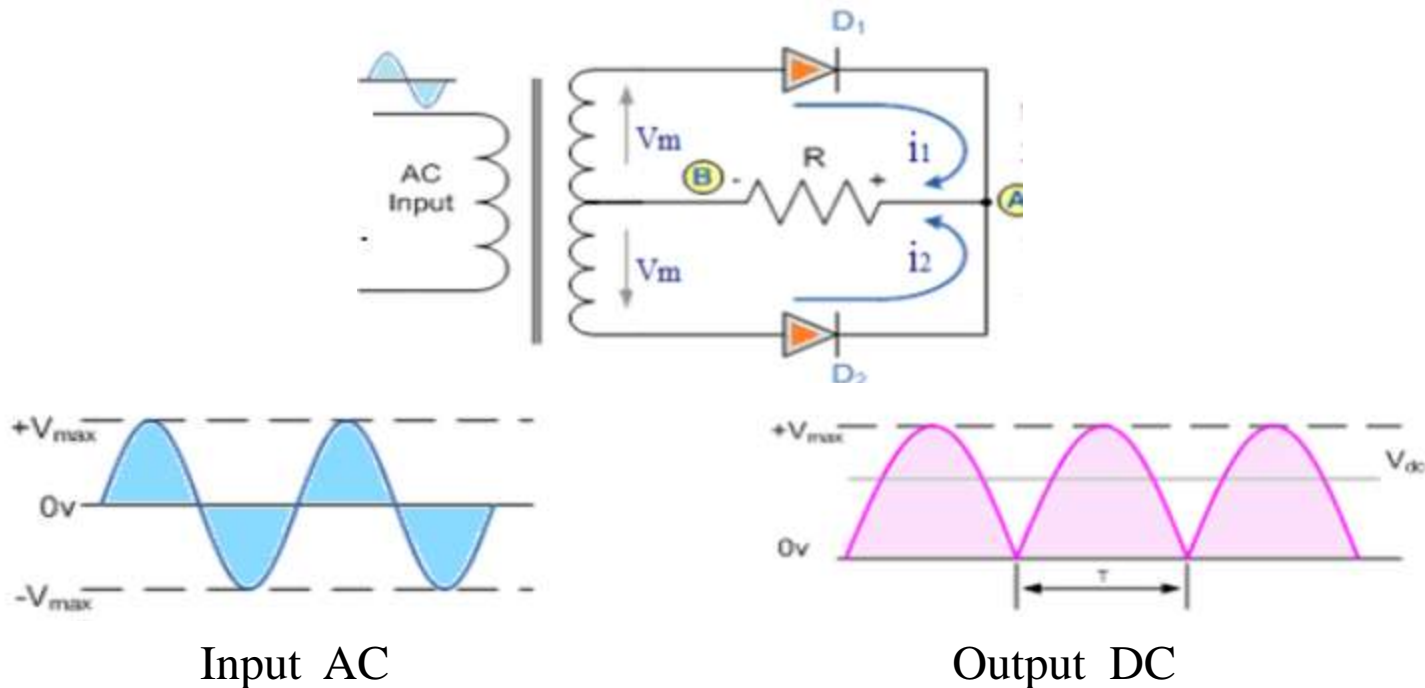 D₁
Vm
AC
Input
B
-
R
+
i1
A
Vm
i2
D₂
+Vmax
0v
-Vmax
+Vmax
Vdc
0v
T
Input AC
Output DC